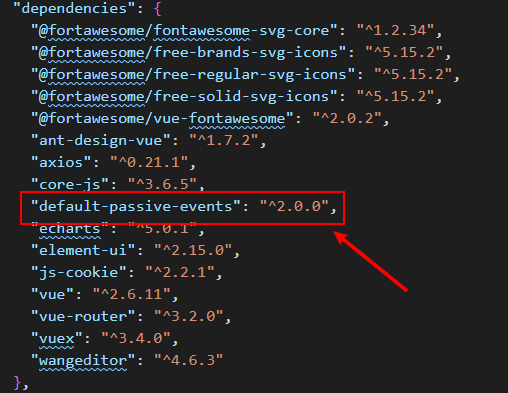 "dependencies": {
"@fortawesome/fontawesome-svg-core": "^1.2.34",
"@fortawesome/free-brands-svg-icons": "^5.15.2",
"@fortawesome/free-regular-svg-icons": "^5.15.2",
"@fortawesome/free-solid-svg-icons": "^5.15.2",
"@fortawesome/vue-fontawesome": "^2.0.2",
"ant-design-vue": "^1.7.2",
"axios": "^0.21.1",
"core-js": "^3.6.5",
"default-passive-events": "^2.0.0",
"echarts": "^5.0.1",
"element-ui": "^2.15.0",
"js-cookie": "^2.2.1",
"vue": "^2.6.11",
"vue-router": "^3.2.0",
"vuex": "^3.4.0",
"wangeditor": "^4.6.3"
},